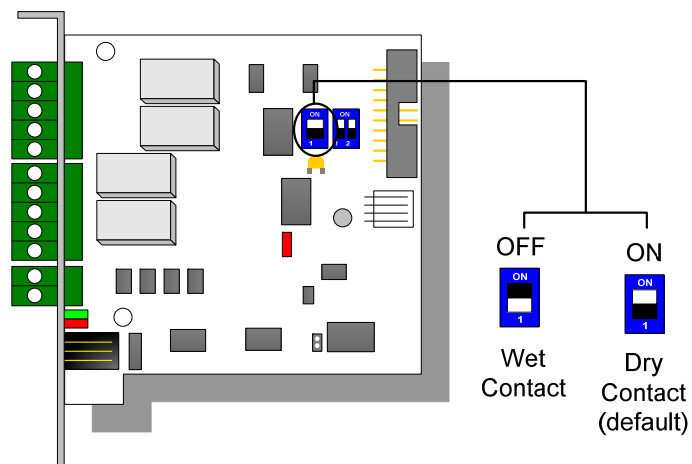 ON
ON
1
1 2
OFF
ON
ON
1
ON
1
Wet
Contact
Dry
Contact
(default)